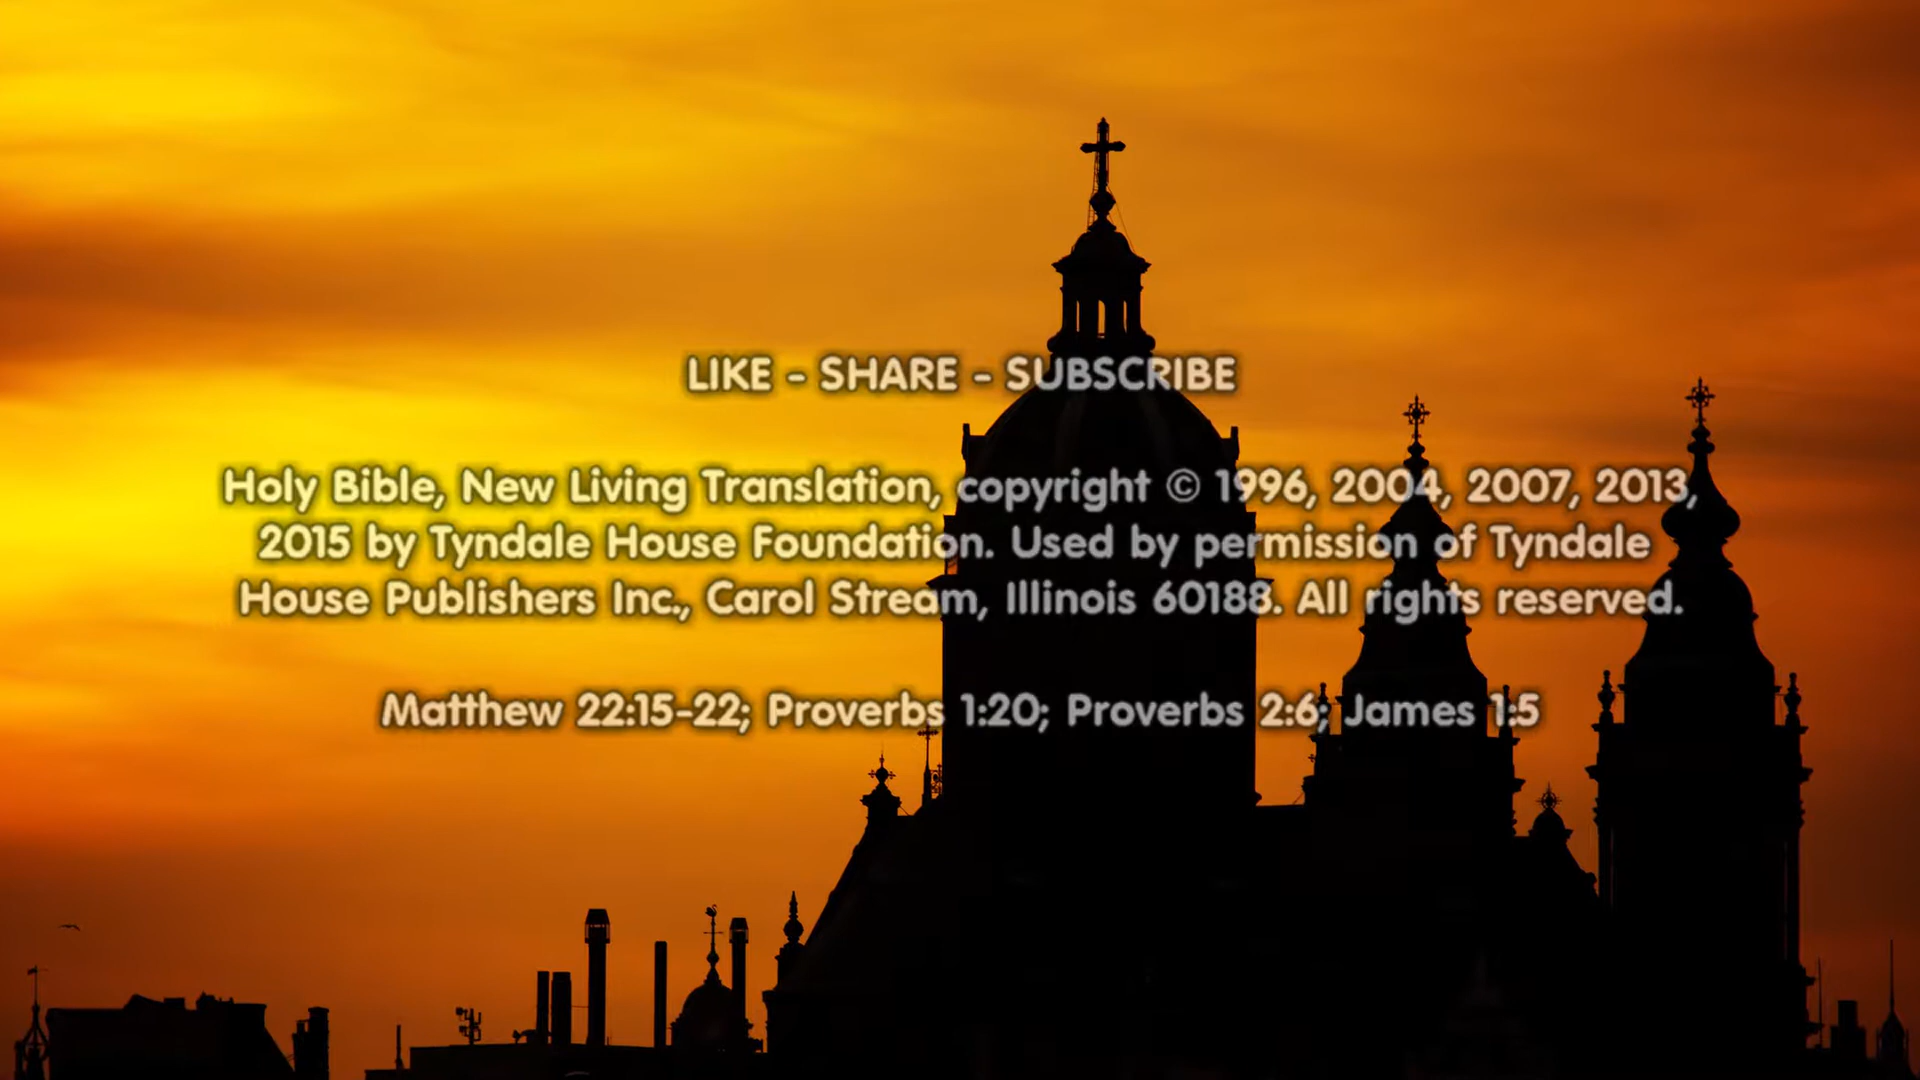 LIKE - SHARE - SUBSCRIBE
Holy Bible, New Living Translation, copyright © 1996, 2004, 2007, 2013,
2015 by Tyndale House Foundation. Used by permission of Tyndale
House Publishers Inc., Carol Stream, Illinois 60188. All rights reserved.
Matthew 22:15-22; Proverbs 1:20; Proverbs 2:6; James 1:5